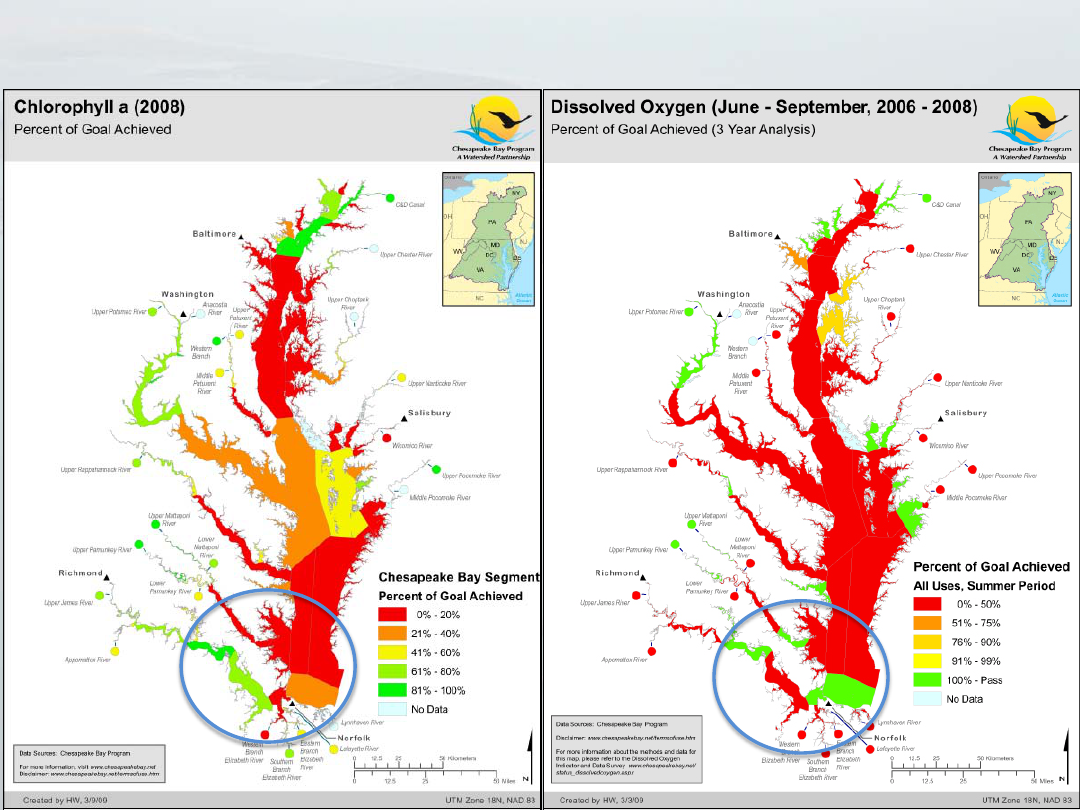 Chlorophyll a (2008)
Percent of Goal Achieved
Chesapeake Bay Program
A Watershed Partnership
NY
OH
PA
NJ
MD
WV
DC
DE
VA
NC
Atlantic
Ocean
C&D Canal
Baltimore
Upper Chester River
Washington
Upper Potomac River
Anacostia
River
Upper
Patuxent
River
Upper Choptank
River
Western
Branch
Middle
Patuxent
River
Upper Nanticoke River
Salisbury
Wicomico River
Upper Rappahannock River
Upper Pocomoke River
Middle Pocomoke River
Upper Mattaponi
River
Upper Pamunkey River
Lower
Mattaponi
River
Richmond
Lower
Pamunkey River
Upper James River
Appomattox River
Chesapeake Bay Segment
Percent of Goal Achieved
0% - 20%
21% - 40%
41% - 60%
61% - 80%
81% - 100%
No Data
Lynnhaven River
Norfolk
Lafayette River
Western
Branch
Elizabeth River
Southern
Branch
Elizabeth River
Eastern
Branch
Elizabeth
River
Data Sources: Chesapeake Bay Program
For more information, visit www.chesapeakebay.net
Disclaimer: www.chesapeakebay.net/termsofuse.htm
0 12.5 25 50 Kilometers
0 12.5 25 50 Miles
N
Created by HW, 3/9/09
UTM Zone 18N, NAD 83
Dissolved Oxygen (June - September, 2006 - 2008)
Percent of Goal Achieved (3 Year Analysis)
Chesapeake Bay Program
A Watershed Partnership
NY
OH
PA
NJ
MD
WV
DC
DE
VA
NC
Atlantic
Ocean
C&D Canal
Baltimore
Upper Chester River
Washington
Upper Potomac River
Anacostia
River
Upper
Patuxent
River
Upper Choptank
River
Western
Branch
Middle
Patuxent
River
Upper Nanticoke River
Salisbury
Wicomico River
Upper Rappahannock River
Upper Pocomoke River
Middle Pocomoke River
Upper Mattaponi
River
Upper Pamunkey River
Lower
Mattaponi
River
Richmond
Lower
Pamunkey River
Upper James River
Appomattox River
Percent of Goal Achieved
All Uses, Summer Period
0% - 50%
51% - 75%
76% - 90%
91% - 99%
100% - Pass
No Data
Lynnhaven River
Norfolk
Lafayette River
Western
Branch
Elizabeth River
Southern
Branch
Elizabeth River
Eastern
Branch
Elizabeth
River
Data Sources: Chesapeake Bay Program
Disclaimer: www.chesapeakebay.net/termsofuse.htm
For more information about the methods and data for
this map, please refer to the Dissolved Oxygen
Indicator and Data Survey www.chesapeakebay.net/
status_dissolvedoxygen.aspx
0 12.5 25 50 Kilometers
0 12.5 25 50 Miles
N
Created by HW, 3/3/09
UTM Zone 18N, NAD 83